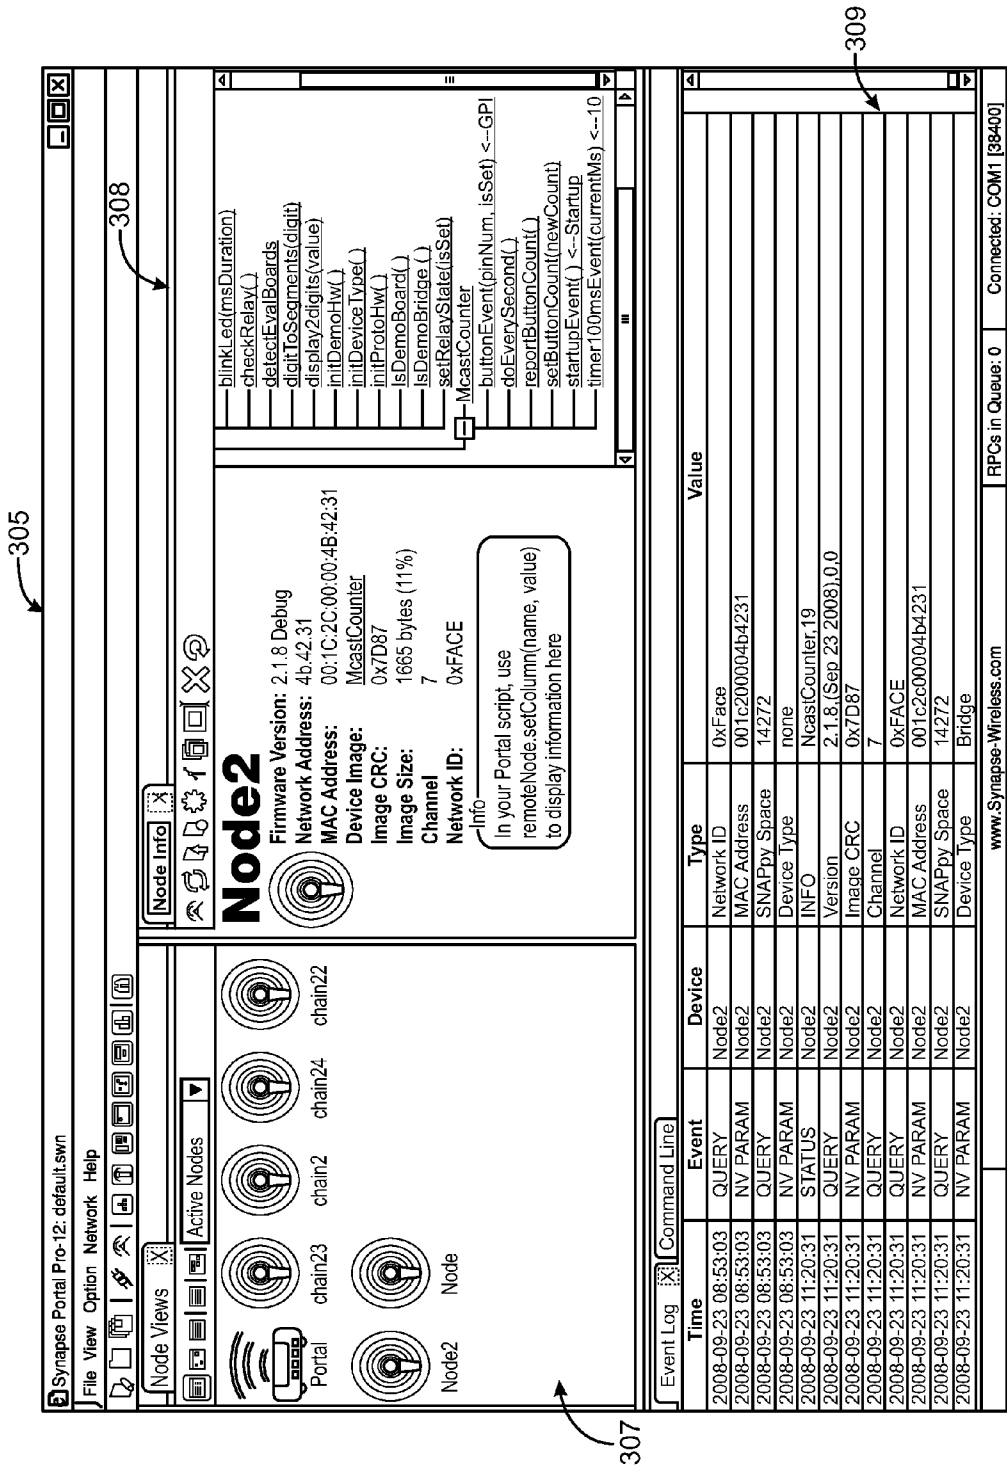 305
Synapse Portal Pro-12: default.swn
File View Option Network Help
308
Node Views X
Active Nodes
Portal
chain23
chain2
chain24
chain22
Node2
Node
307
Node Info X
Node2
Firmware Version: 2.1.8 Debug
Network Address: 4b.42.31
MAC Address: 00:1C:2C:00:00:4B:42:31
Device Image: McastCounter
Image CRC: 0x7D87
Image Size: 1665 bytes (11%)
Channel 7
Network ID: 0xFACE
Info
In your Portal script, use
remoteNode.setColumn(name, value)
to display information here
blinkLed(msDuration)
checkRelay( )
detectEvalBoards
digitToSegments(digit)
display2digits(value)
initDemoHw( )
initDeviceType( )
initProtoHw( )
IsDemoBoard( )
IsDemoBridge ( )
setRelayState(isSet)
McastCounter
buttonEvent(pinNum, isSet) <--GPI
doEverySecond( )
reportButtonCount( )
setButtonCount(newCount)
startupEvent( ) <--Startup
timer100msEvent(currentMs) <--10
309
Event Log X Command Line
Time Event Device Type Value
2008-09-23 08:53:03 QUERY Node2 Network ID 0xFace
2008-09-23 08:53:03 NV PARAM Node2 MAC Address 001c200004b4231
2008-09-23 08:53:03 QUERY Node2 SNAPpy Space 14272
2008-09-23 08:53:03 NV PARAM Node2 Device Type none
2008-09-23 11:20:31 STATUS Node2 INFO NcastCounter,19
2008-09-23 11:20:31 QUERY Node2 Version 2.1.8,(Sep 23 2008),0,0
2008-09-23 11:20:31 NV PARAM Node2 Image CRC 0x7D87
2008-09-23 11:20:31 QUERY Node2 Channel 7
2008-09-23 11:20:31 QUERY Node2 Network ID 0xFACE
2008-09-23 11:20:31 NV PARAM Node2 MAC Address 001c2c00004b4231
2008-09-23 11:20:31 QUERY Node2 SNAPpy Space 14272
2008-09-23 11:20:31 NV PARAM Node2 Device Type Bridge
www.Synapse-Wireless.com RPCs in Queue: 0 Connected: COM1 [38400]